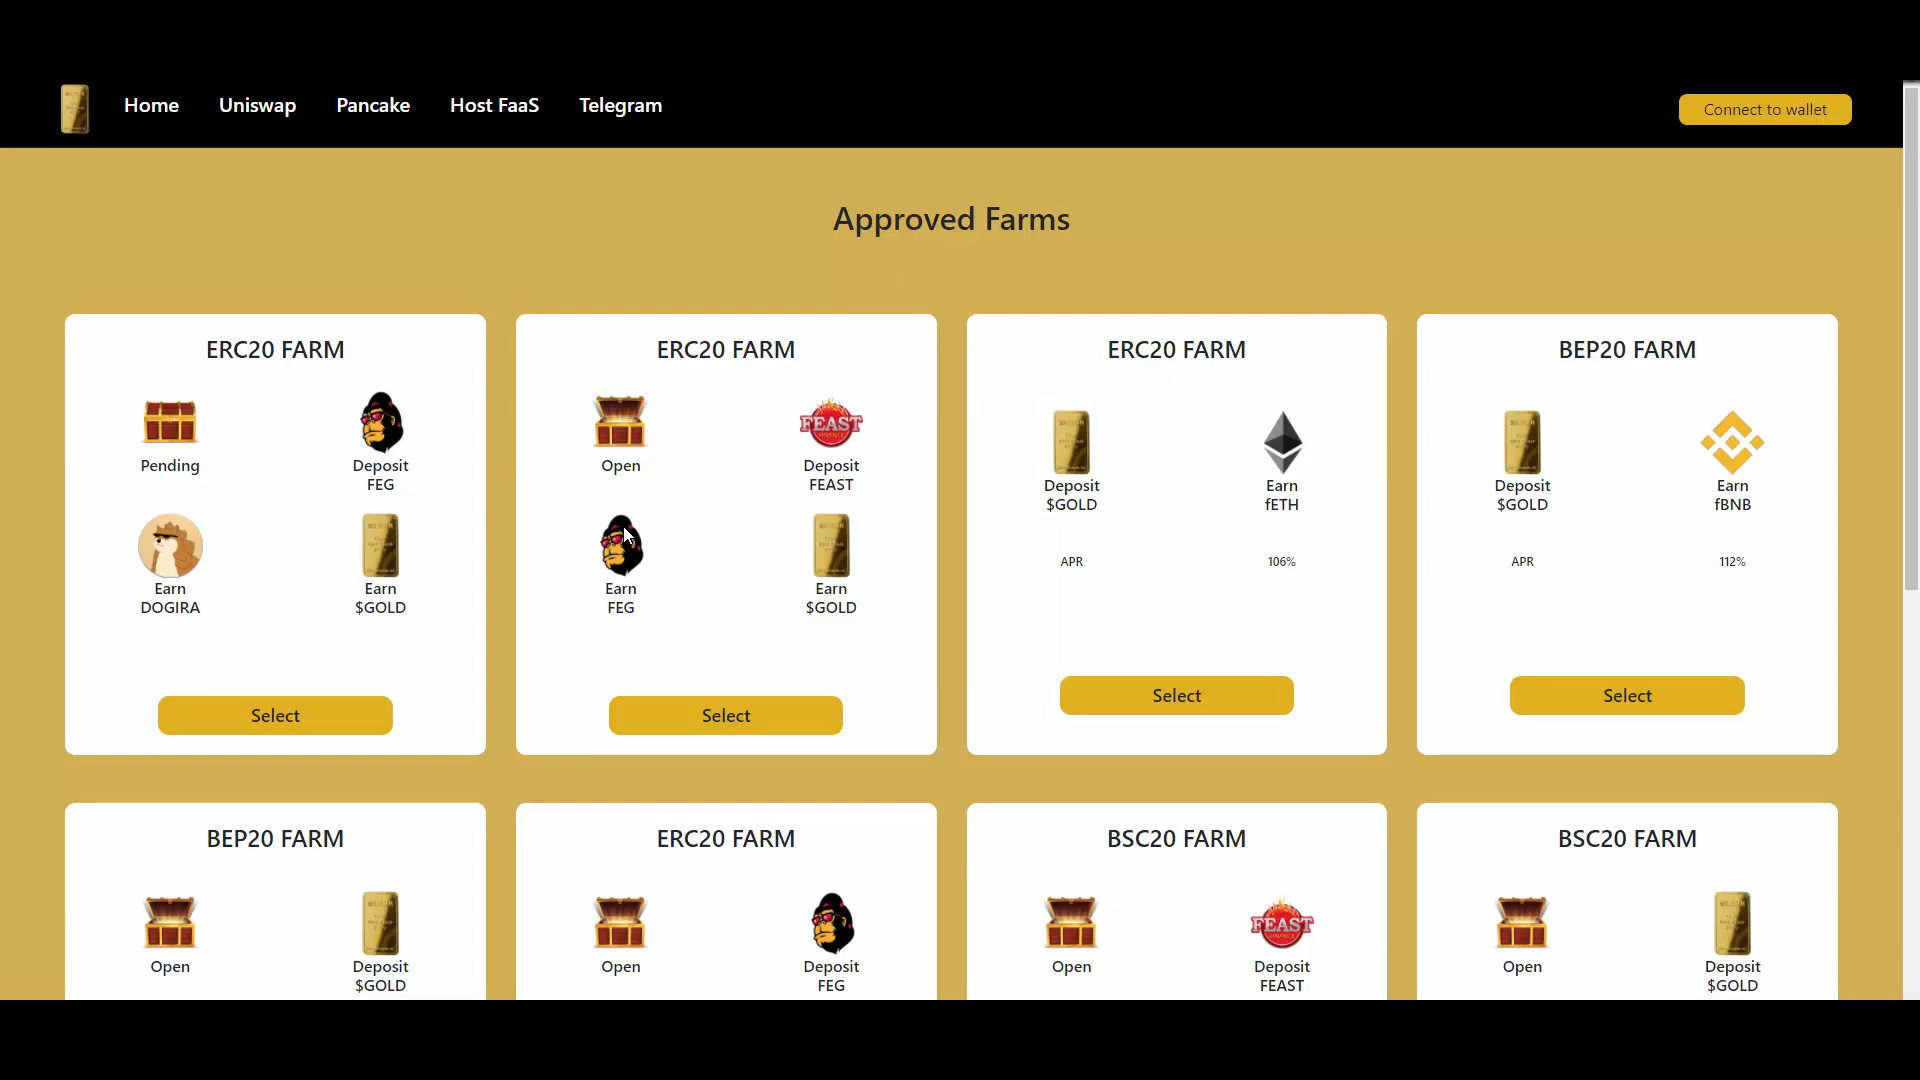 Home Uniswap Pancake Host FaaS Telegram Connect to wallet
Approved Farms
ERC20 FARM
Pending
Deposit
FEG
Earn
DOGIRA
Earn
$GOLD
Select
ERC20 FARM
Open
FEAST
Deposit
FEAST
Earn
FEG
Earn
$GOLD
Select
ERC20 FARM
Deposit
$GOLD
Earn
fETH
APR 106%
Select
BEP20 FARM
Deposit
$GOLD
Earn
fBNB
APR 112%
Select
BEP20 FARM
Open
Deposit
$GOLD
ERC20 FARM
Open
Deposit
FEG
BSC20 FARM
Open
FEAST
Deposit
FEAST
BSC20 FARM
Open
Deposit
$GOLD